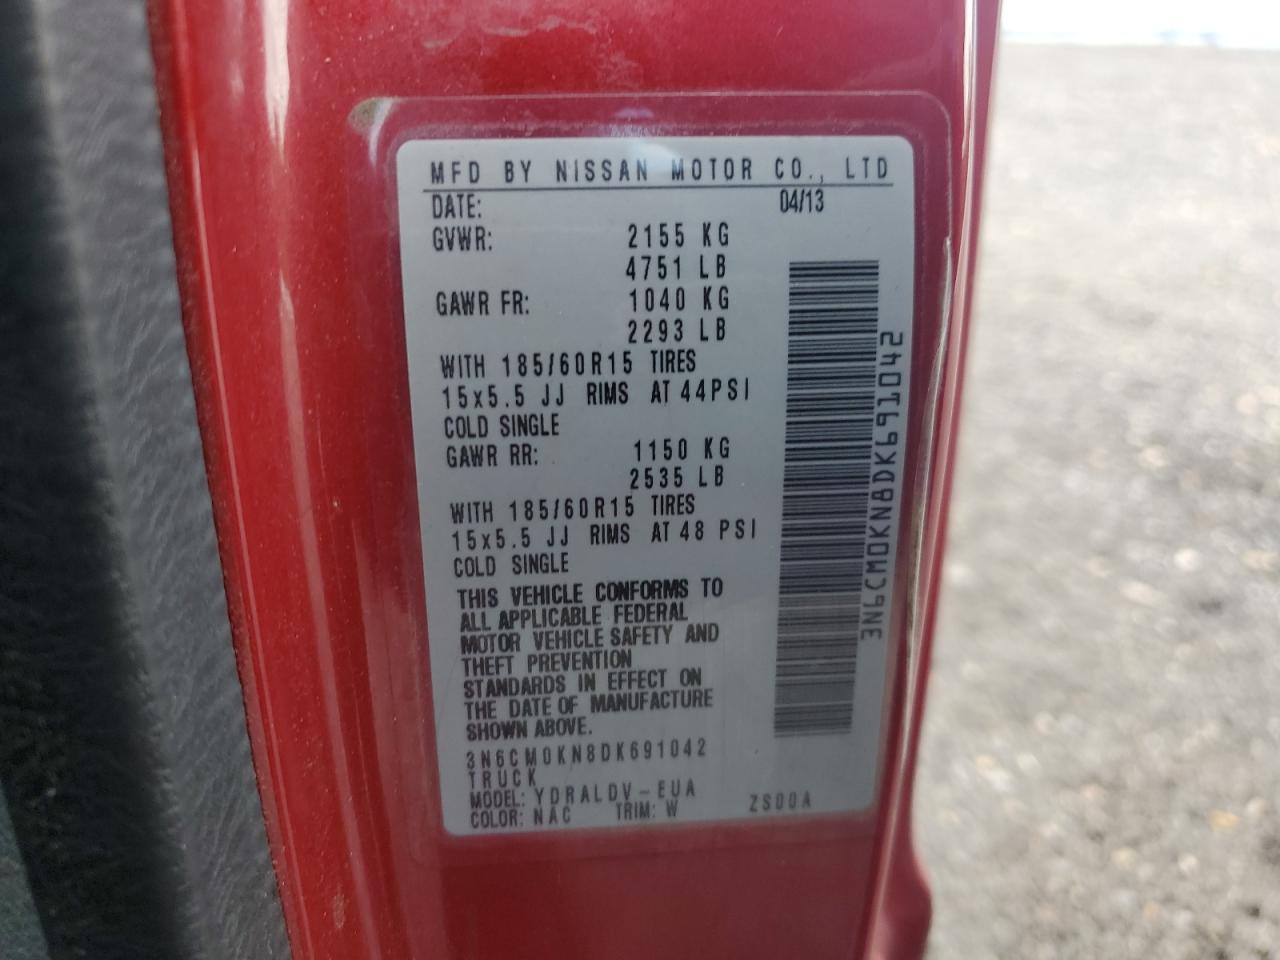 MFD BY NISSAN MOTOR CO., LTD
DATE: 04/13
GVWR: 2155 KG
4751 LB
GAWR FR: 1040 KG
2293 LB
WITH 185/60R15 TIRES
15x5.5 JJ RIMS AT 44PSI
COLD SINGLE
GAWR RR: 1150 KG
2535 LB
WITH 185/60R15 TIRES
15x5.5 JJ RIMS AT 48 PSI
COLD SINGLE
THIS VEHICLE CONFORMS TO
ALL APPLICABLE FEDERAL
MOTOR VEHICLE SAFETY AND
THEFT PREVENTION
STANDARDS IN EFFECT ON
THE DATE OF MANUFACTURE
SHOWN ABOVE.
3N6CM0KN8DK691042
TRUCK
MODEL: YDRALDV-EUA
COLOR: NAC TRIM: W ZS00A
3N6CM0KN8DK691042